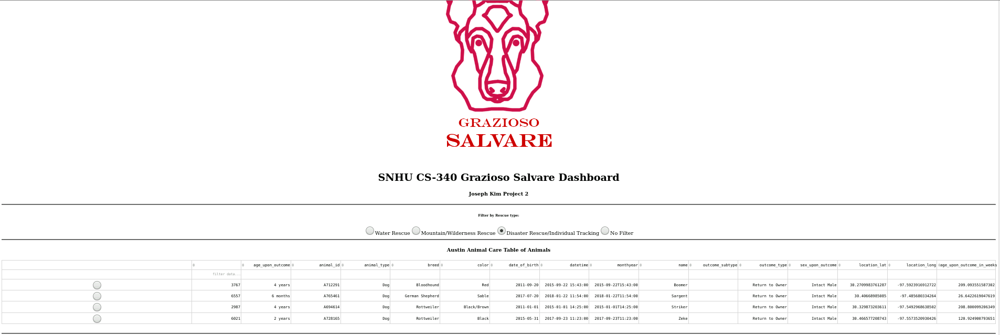 GRAZIOSO
SALVARE
SNHU CS-340 Grazioso Salvare Dashboard
Joseph Kim Project 2
Filter by Rescue type:
Water Rescue Mountain/Wilderness Rescue Disaster Rescue/Individual Tracking No Filter
Austin Animal Care Table of Animals
age_upon_outcome animal_id animal_type breed color date_of_birth datetime monthyear name outcome_subtype outcome_type sex_upon_outcome location_lat location_long age_upon_outcome_in_weeks
filter data...
3767 4 years A712291 Dog Bloodhound Red 2011-09-20 2015-09-22 15:43:00 2015-09-22T15:43:00 Boomer Return to Owner Intact Male 30.2709983761287 -97.5923916912722 209.093551587302
6557 6 months A765461 Dog German Shepherd Sable 2017-07-20 2018-01-22 11:54:00 2018-01-22T11:54:00 Sargent Return to Owner Intact Male 30.40668985085 -97.485680334264 26.6422619047619
2987 4 years A694614 Dog Rottweiler Black/Brown 2011-01-01 2015-01-01 14:25:00 2015-01-01T14:25:00 Striker Return to Owner Intact Male 30.329873203611 -97.5492968638502 208.800099206349
6021 2 years A728165 Dog Rottweiler Black 2015-05-31 2017-09-23 11:23:00 2017-09-23T11:23:00 Zeke Return to Owner Intact Male 30.466577208743 -97.5573520930426 120.924900793651